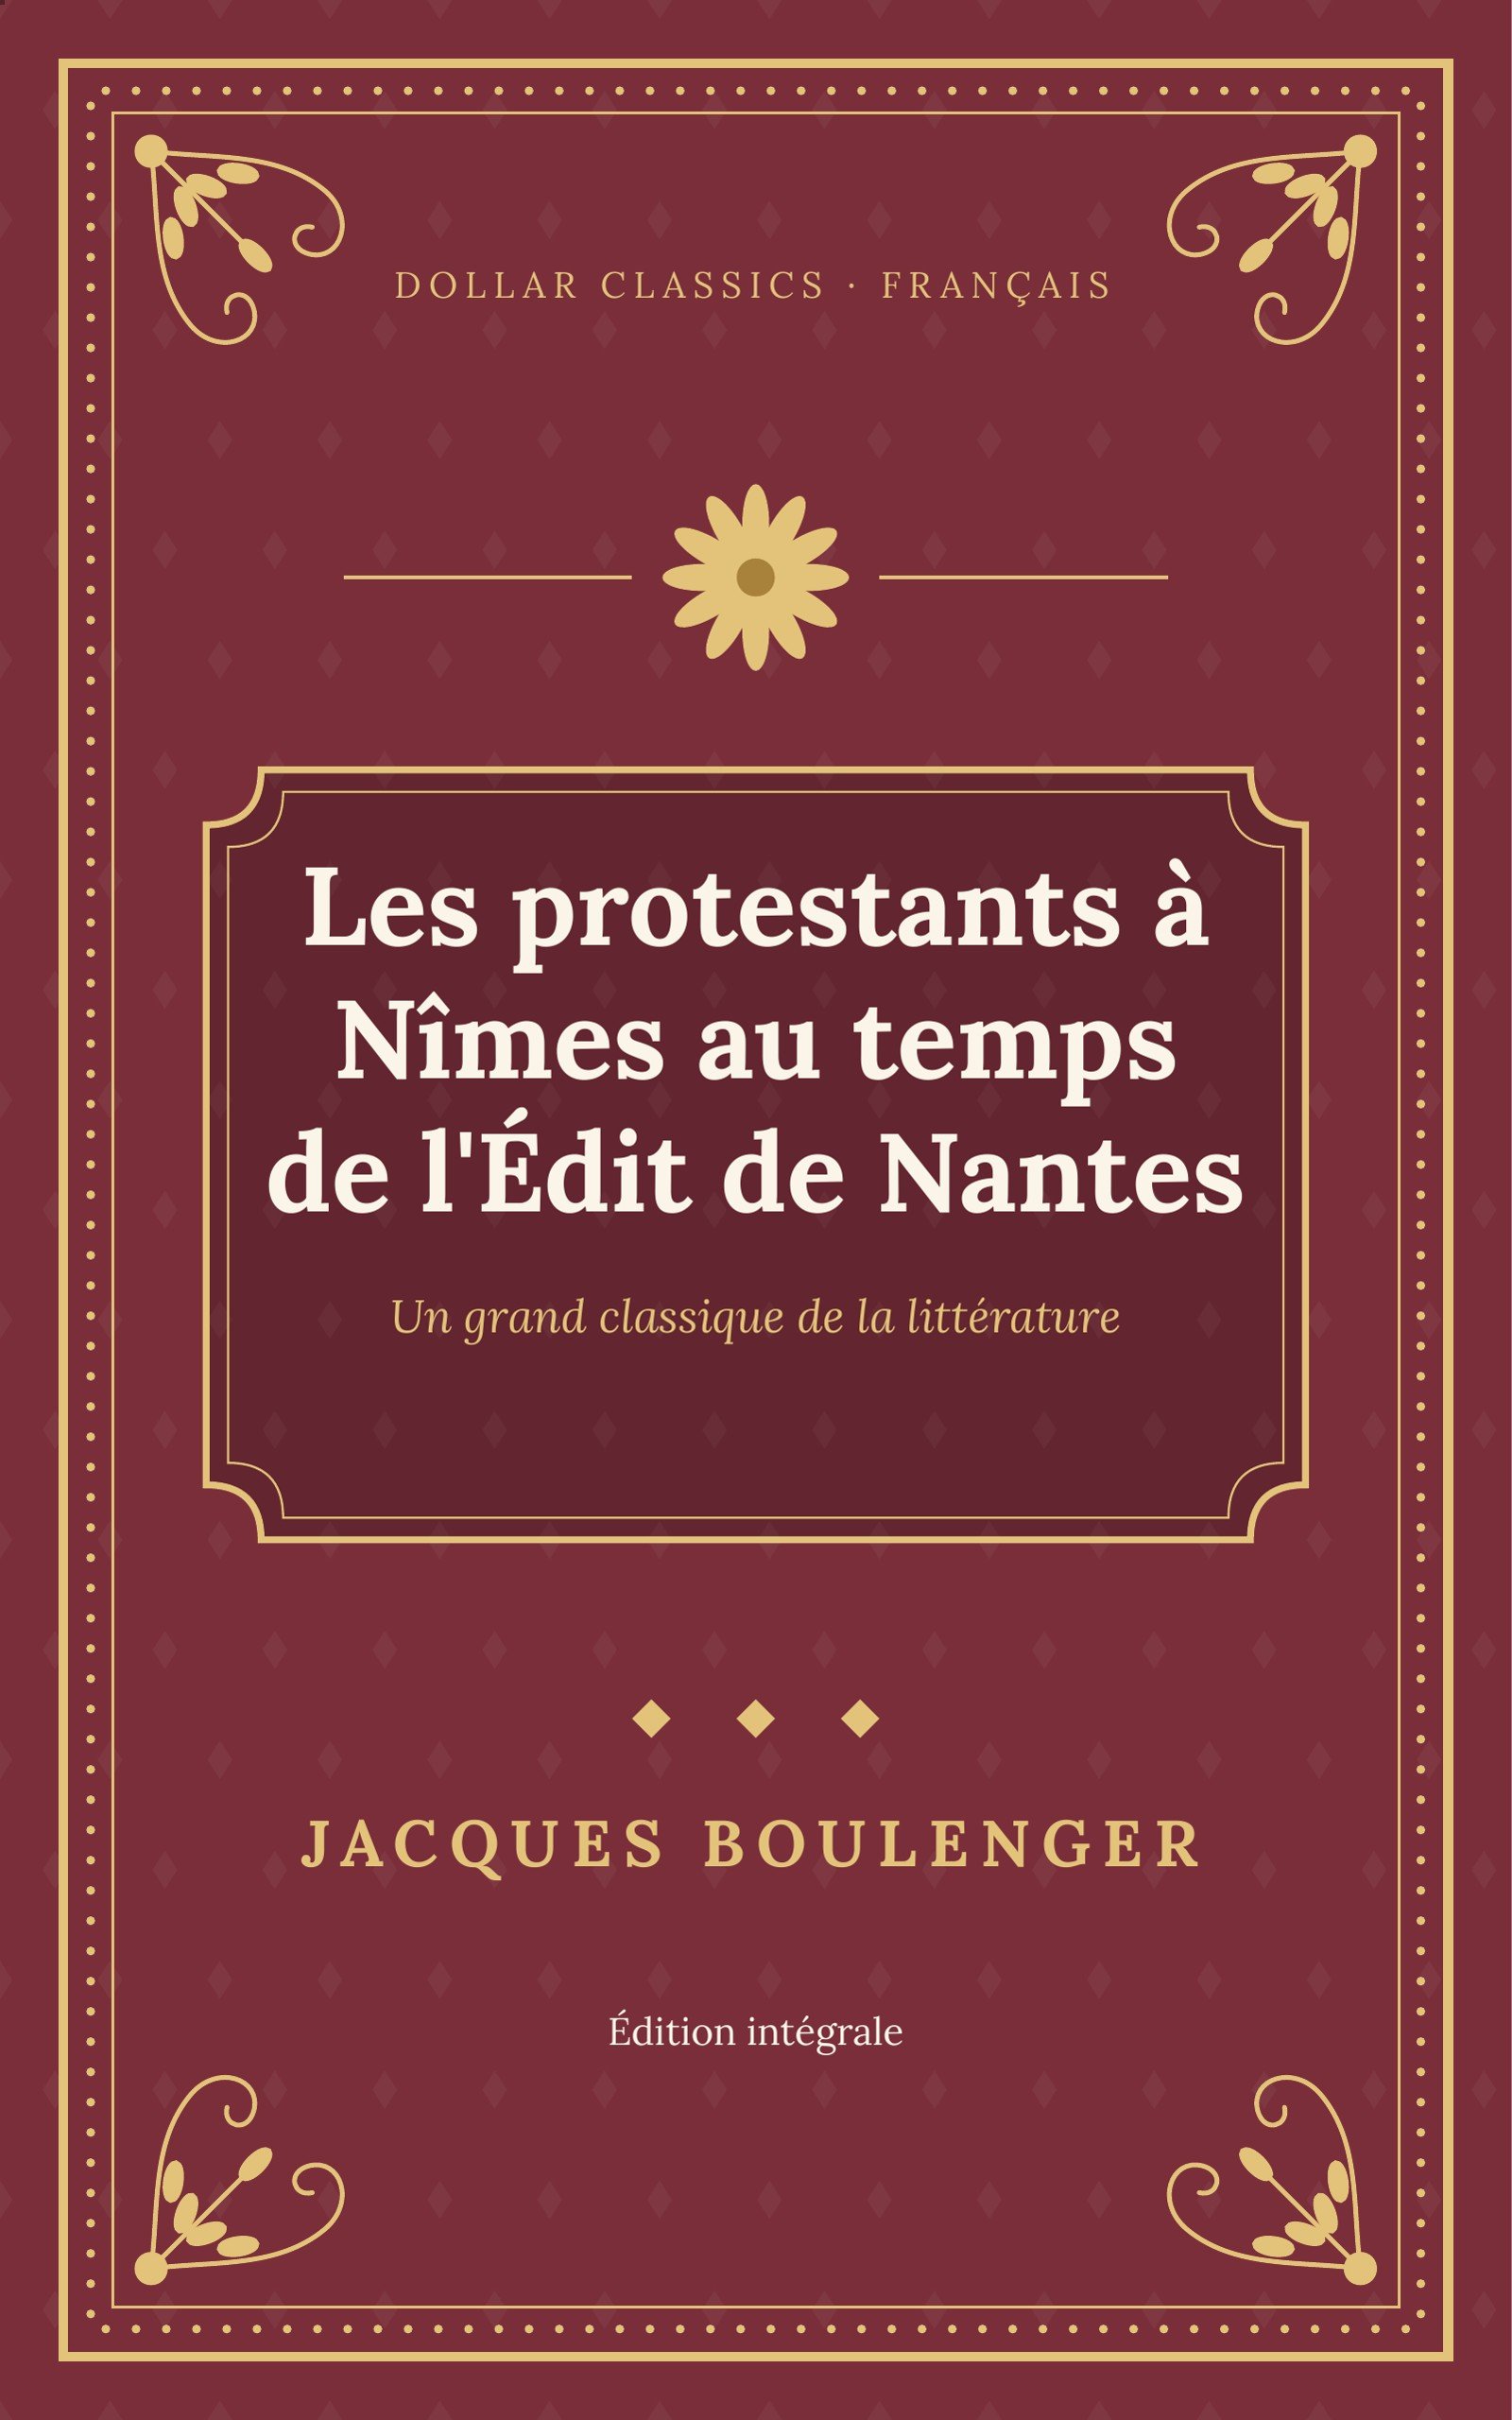 DOLLAR CLASSICS · FRANÇAIS
Les protestants à
Nîmes au temps
de l'Édit de Nantes
Un grand classique de la littérature
JACQUES BOULENGER
Édition intégrale